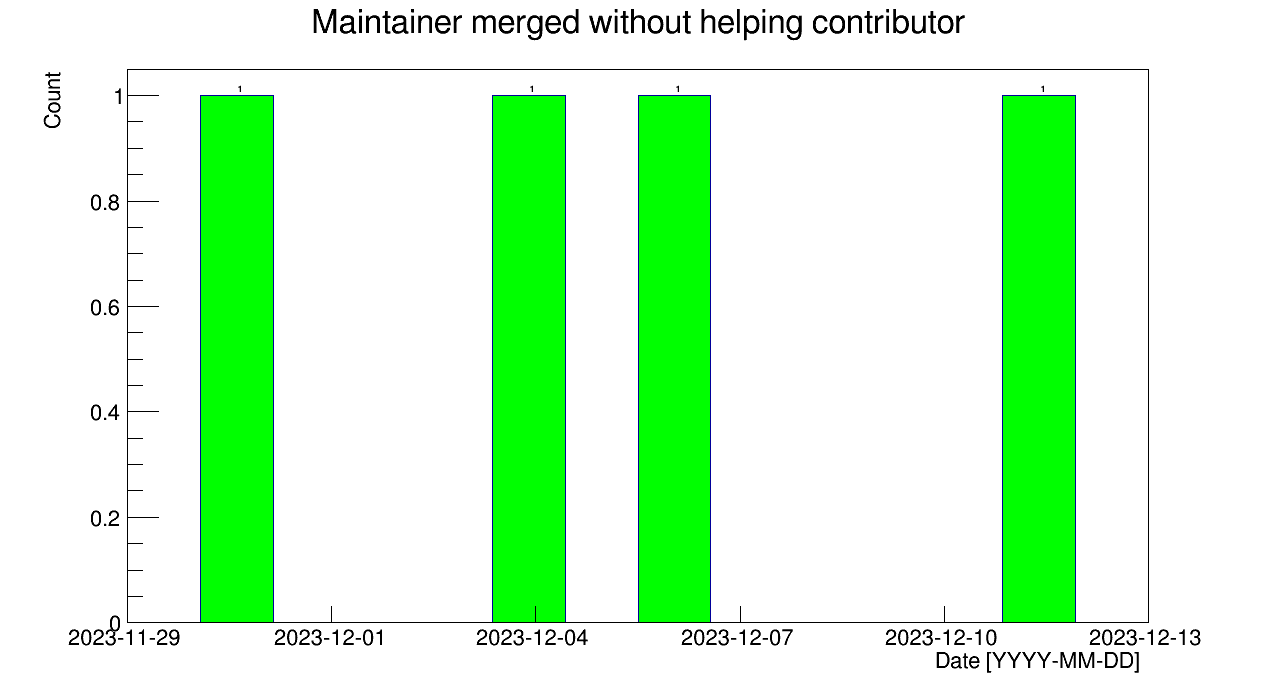 Maintainer merged without helping contributor
Count
1 1 1 1
1
0.8
0.6
0.4
0.2
0
2023-11-29 2023-12-01 2023-12-04 2023-12-07 2023-12-10 2023-12-13
Date [YYYY-MM-DD]